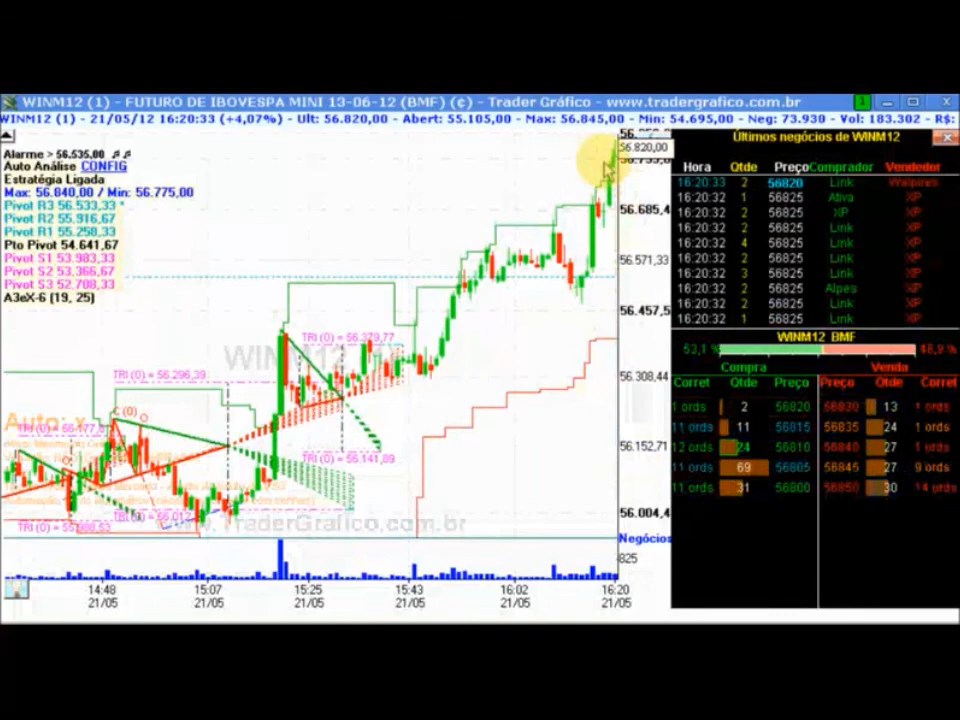 WINM12 (1) - FUTURO DE IBOVESPA MINI 13-06-12 (BMF) (¢) - Trader Gráfico - www.tradergrafico.com.br
1
WINM12 (1) - 21/05/12 16:20:33 (+4,07%) - Ult: 56.820,00 - Abert: 55.105,00 - Max: 56.845,00 - Min: 54.695,00 - Neg: 73.930 - Vol: 183.302 - R$:
Alarme > 56.535,00
Auto Análise CONFIG
Estratégia Ligada
Max: 56.840,00 / Min: 56.775,00
Pivot R3 56.533,33 *
Pivot R2 55.916,67
Pivot R1 55.258,33
Pto Pivot 54.641,67
Pivot S1 53.983,33
Pivot S2 53.366,67
Pivot S3 52.708,33
A3eX-6 (19, 25)
56.820,00
56.685,4
56.571,33
56.457,5
56.308,44
56.152,71
56.004,4
TRI (0) = 56.379,77
TRI (0) = 56.296,39
TRI (0) = 56.141,09
C (0)
WINM12
www.TraderGrafico.com.br
Negócios
825
14:48 15:07 15:25 15:43 16:02 16:20
21/05 21/05 21/05 21/05 21/05 21/05
Últimos negócios de WINM12
Hora Qtde Preço Comprador Vendedor
16:20:33 2 56820 Link Walpires
16:20:32 1 56825 Ativa XP
16:20:32 2 56825 XP XP
16:20:32 2 56825 Link XP
16:20:32 4 56825 Link XP
16:20:32 2 56825 Link XP
16:20:32 3 56825 Link XP
16:20:32 2 56825 Alpes XP
16:20:32 2 56825 Link XP
16:20:32 1 56825 Link XP
WINM12 BMF
Compra Venda
Corret Qtde Preço Preço Qtde Corret
1 ords 2 56820 56830 13 1 ords
11 ords 11 56815 56835 24 1 ords
12 ords 24 56810 56840 27 1 ords
11 ords 69 56805 56845 27 9 ords
11 ords 31 56800 56850 30 14 ords